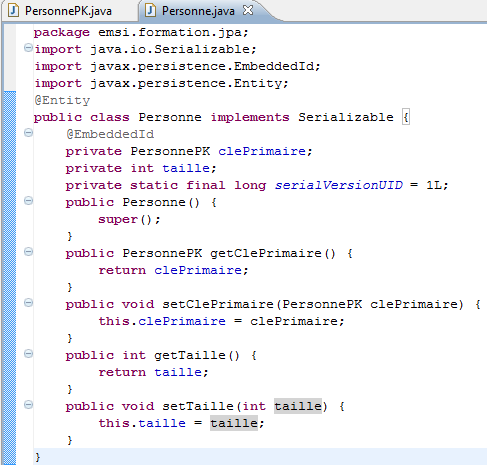 PersonnePK.java Personne.java
package emsi.formation.jpa;
import java.io.Serializable;
import javax.persistence.EmbeddedId;
import javax.persistence.Entity;
@Entity
public class Personne implements Serializable {
@EmbeddedId
private PersonnePK clePrimaire;
private int taille;
private static final long serialVersionUID = 1L;
public Personne() {
super();
}
public PersonnePK getClePrimaire() {
return clePrimaire;
}
public void setClePrimaire(PersonnePK clePrimaire) {
this.clePrimaire = clePrimaire;
}
public int getTaille() {
return taille;
}
public void setTaille(int taille) {
this.taille = taille;
}
}